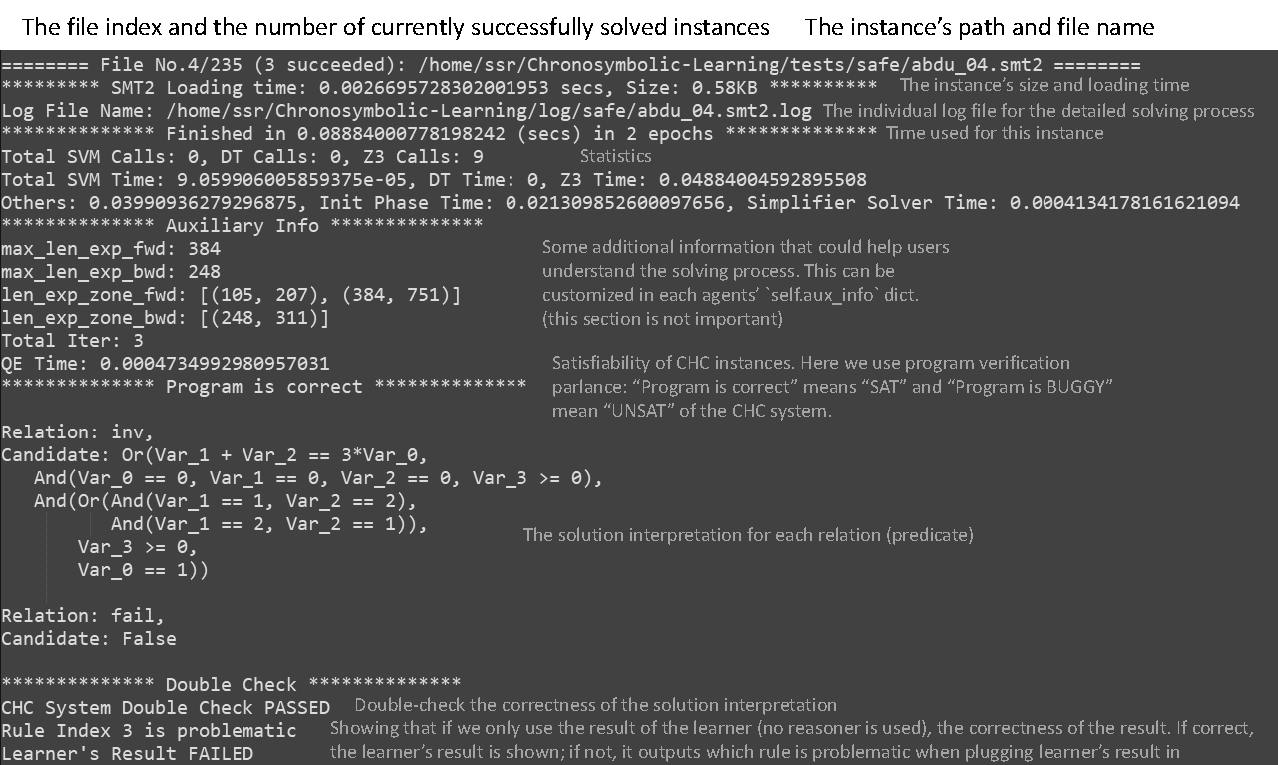 The file index and the number of currently successfully solved instances The instance's path and file name
======== File No.4/235 (3 succeeded): /home/ssr/Chronosymbolic-Learning/tests/safe/abdu_04.smt2 ========
********* SMT2 Loading time: 0.0026695728302001953 secs, Size: 0.58KB ********** The instance's size and loading time
Log File Name: /home/ssr/Chronosymbolic-Learning/log/safe/abdu_04.smt2.log The individual log file for the detailed solving process
************** Finished in 0.08884000778198242 (secs) in 2 epochs ************** Time used for this instance
Total SVM Calls: 0, DT Calls: 0, Z3 Calls: 9 Statistics
Total SVM Time: 9.059906005859375e-05, DT Time: 0, Z3 Time: 0.04884004592895508
Others: 0.03990936279296875, Init Phase Time: 0.021309852600097656, Simplifier Solver Time: 0.0004134178161621094
************** Auxiliary Info **************
max_len_exp_fwd: 384 Some additional information that could help users
max_len_exp_bwd: 248 understand the solving process. This can be
len_exp_zone_fwd: [(105, 207), (384, 751)] customized in each agents' `self.aux_info` dict.
len_exp_zone_bwd: [(248, 311)] (this section is not important)
Total Iter: 3
QE Time: 0.0004734992980957031 Satisfiability of CHC instances. Here we use program verification
************** Program is correct ************** parlance: "Program is correct" means "SAT" and "Program is BUGGY"
mean "UNSAT" of the CHC system.
Relation: inv,
Candidate: Or(Var_1 + Var_2 == 3*Var_0,
And(Var_0 == 0, Var_1 == 0, Var_2 == 0, Var_3 >= 0),
And(Or(And(Var_1 == 1, Var_2 == 2),
And(Var_1 == 2, Var_2 == 1)),
The solution interpretation for each relation (predicate)
Var_3 >= 0,
Var_0 == 1))
Relation: fail,
Candidate: False
************** Double Check **************
CHC System Double Check PASSED Double-check the correctness of the solution interpretation
Rule Index 3 is problematic Showing that if we only use the result of the learner (no reasoner is used), the correctness of the result. If correct,
Learner's Result FAILED the learner's result is shown; if not, it outputs which rule is problematic when plugging learner's result in